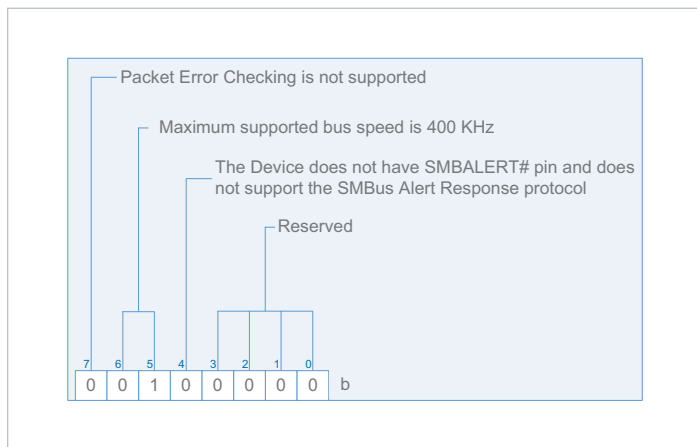 Packet Error Checking is not supported
Maximum supported bus speed is 400 KHz
The Device does not have SMBALERT# pin and does
not support the SMBus Alert Response protocol
Reserved
7 6 5 4 3 2 1 0
0 0 1 0 0 0 0 0 b